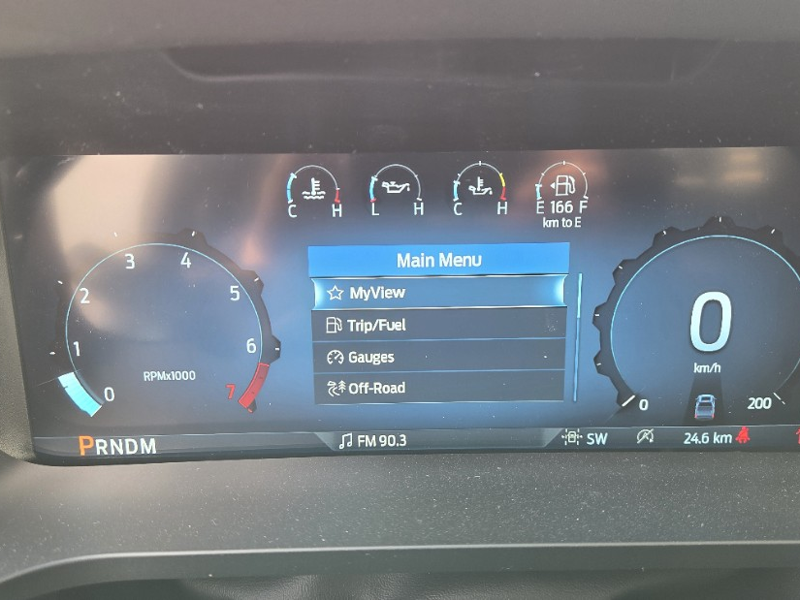 C H
L H
C H
E 166 F
km to E
Main Menu
MyView
Trip/Fuel
Gauges
Off-Road
0 1 2 3 4 5 6 7
RPMx1000
0
km/h
0 200
PRNDM
FM 90.3
SW
24.6 km